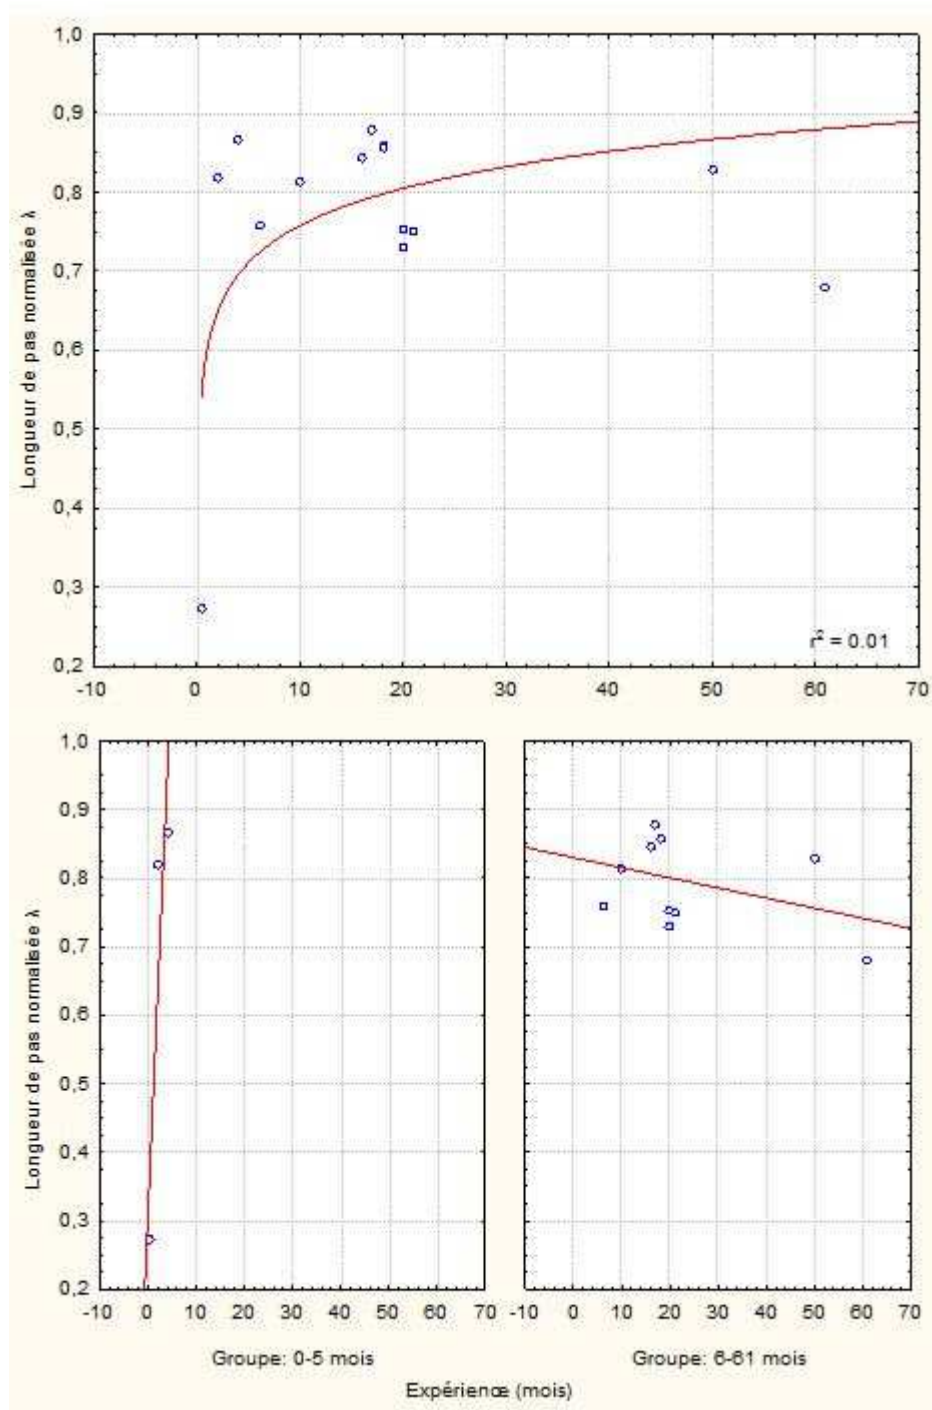 1,0
0,9
0,8
0,7
0,6
0,5
0,4
0,3
0,2
Longueur de pas normalisée λ
r² = 0.01
-10 0 10 20 30 40 50 60 70
1,0
0,9
0,8
0,7
0,6
0,5
0,4
0,3
0,2
Longueur de pas normalisée λ
-10 0 10 20 30 40 50 60 70
-10 0 10 20 30 40 50 60 70
Groupe: 0-5 mois
Groupe: 6-61 mois
Expérience (mois)